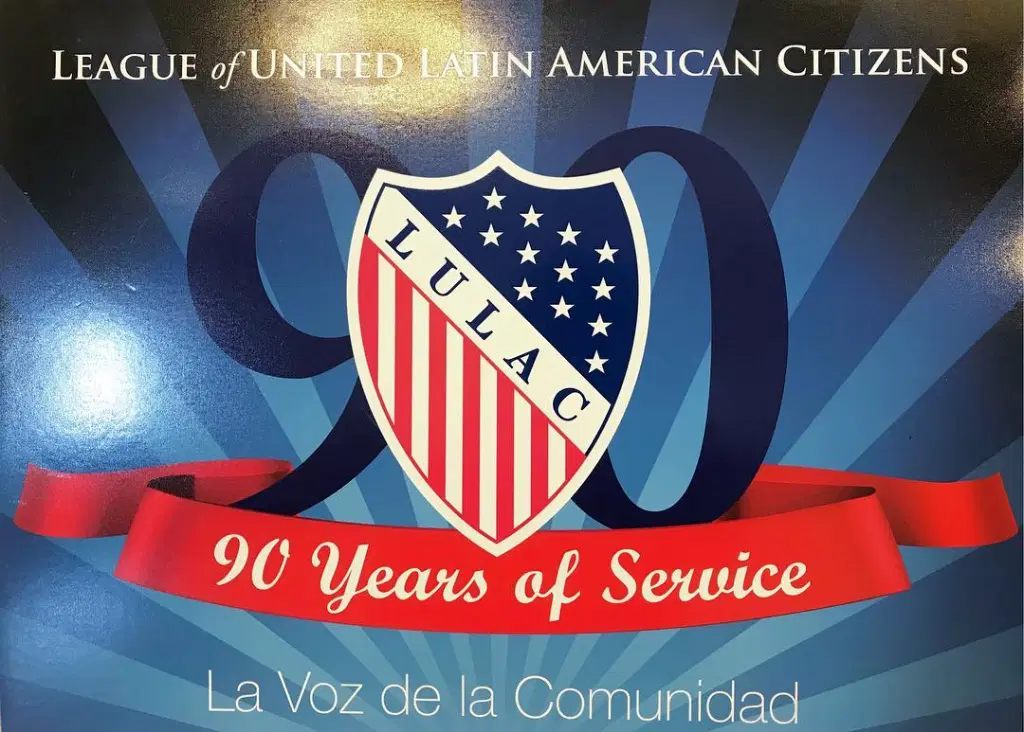 LEAGUE of UNITED LATIN AMERICAN CITIZENS
90
LULAC
90 Years of Service
La Voz de la Comunidad